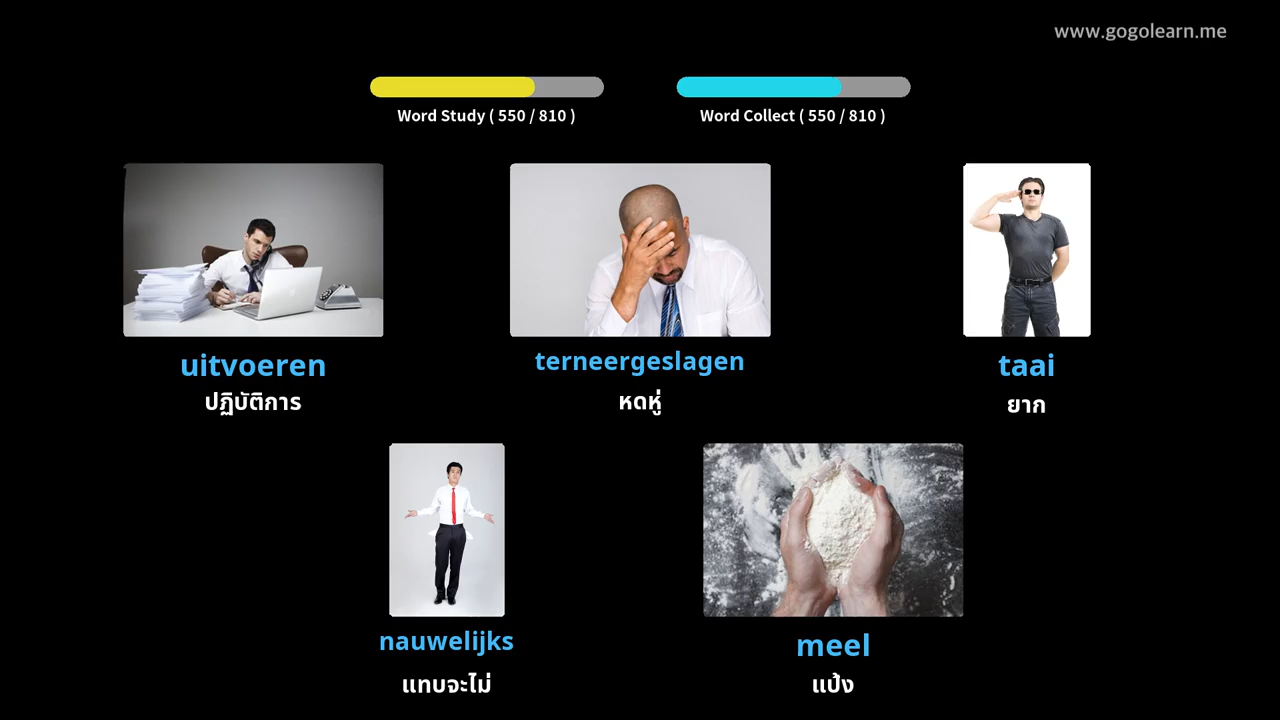 www.gogolearn.me
Word Study ( 550 / 810 )
Word Collect ( 550 / 810 )
uitvoeren
ปฏิบัติการ
terneergeslagen
หดหู่
taai
ยาก
nauwelijks
แทบจะไม่
meel
แป้ง